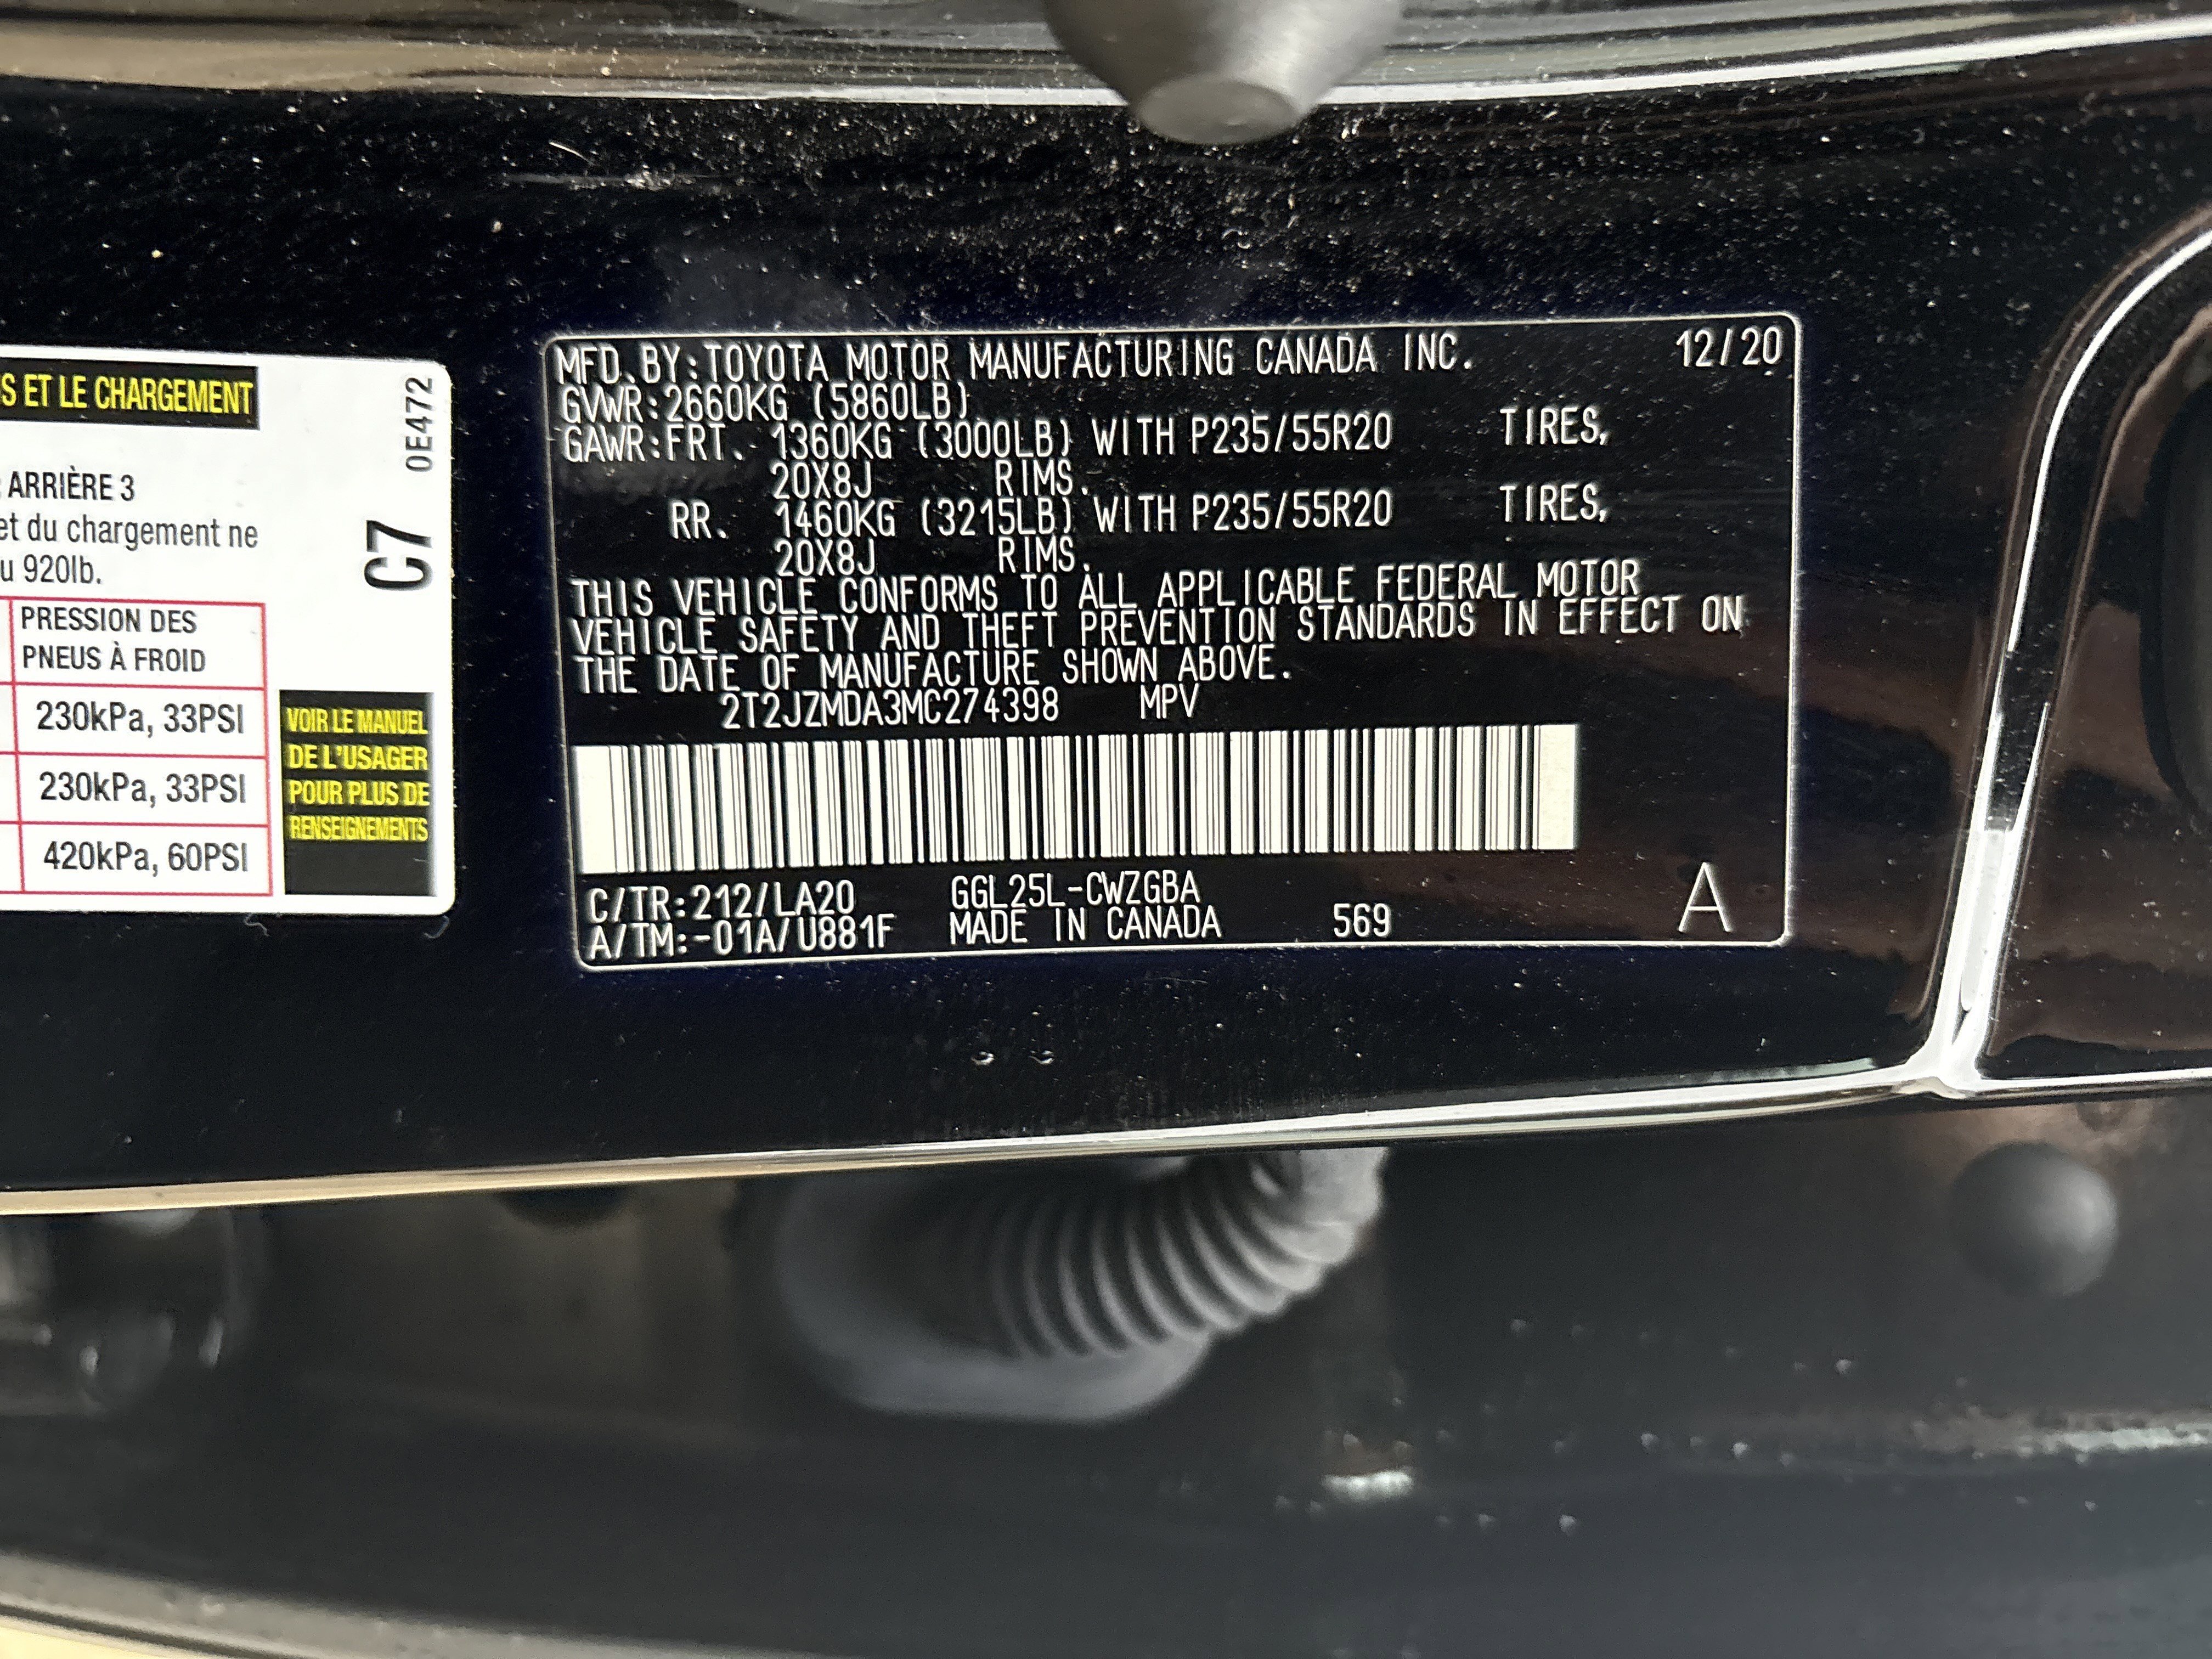 S ET LE CHARGEMENT
0E472
C7
ARRIÈRE 3
et du chargement ne
u 920lb.
PRESSION DES
PNEUS À FROID
230kPa, 33PSI
230kPa, 33PSI
420kPa, 60PSI
VOIR LE MANUEL
DE L'USAGER
POUR PLUS DE
RENSEIGNEMENTS
MFD.BY:TOYOTA MOTOR MANUFACTURING CANADA INC. 12/20
GVWR:2660KG (5860LB)
GAWR:FRT. 1360KG (3000LB) WITH P235/55R20 TIRES,
20X8J RIMS.
RR. 1460KG (3215LB) WITH P235/55R20 TIRES,
20X8J RIMS.
THIS VEHICLE CONFORMS TO ALL APPLICABLE FEDERAL MOTOR
VEHICLE SAFETY AND THEFT PREVENTION STANDARDS IN EFFECT ON
THE DATE OF MANUFACTURE SHOWN ABOVE.
2T2JZMDA3MC274398 MPV
C/TR:212/LA20 GGL25L-CWZGBA
A/TM:-01A/U881F MADE IN CANADA 569 A